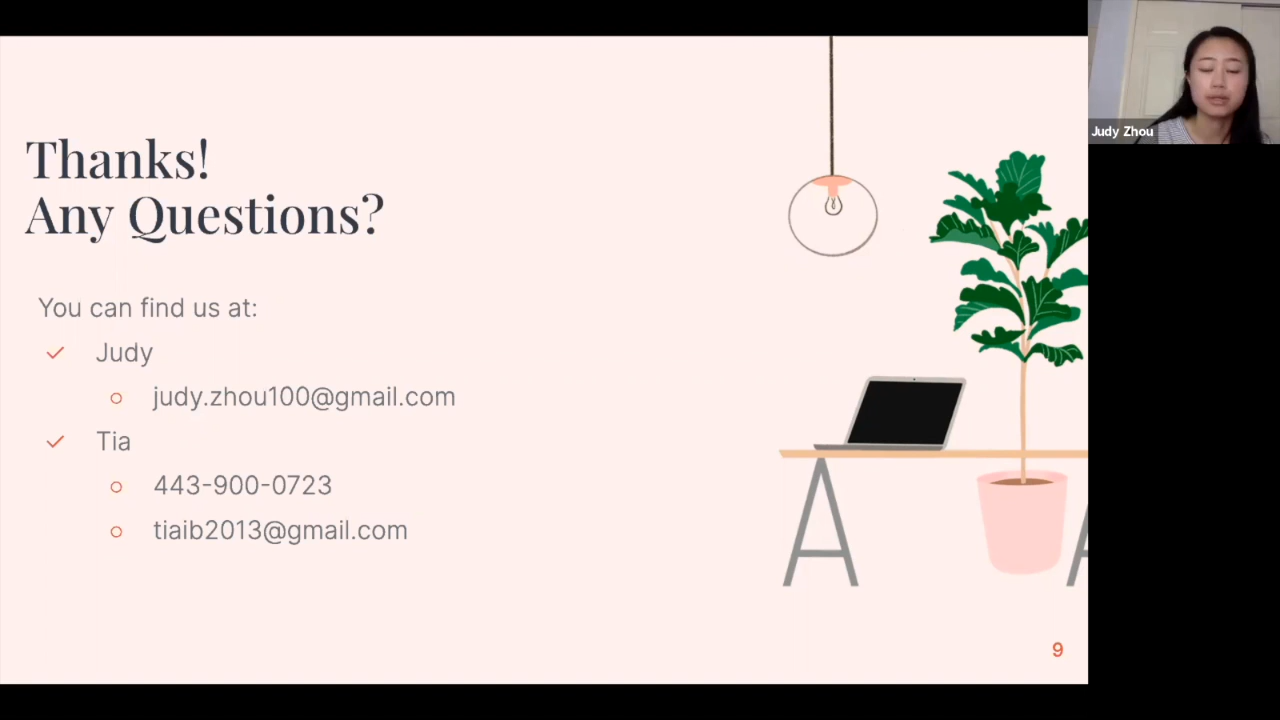 Thanks!
Any Questions?
You can find us at:
Judy
judy.zhou100@gmail.com
Tia
443-900-0723
tiaib2013@gmail.com
9
Judy Zhou